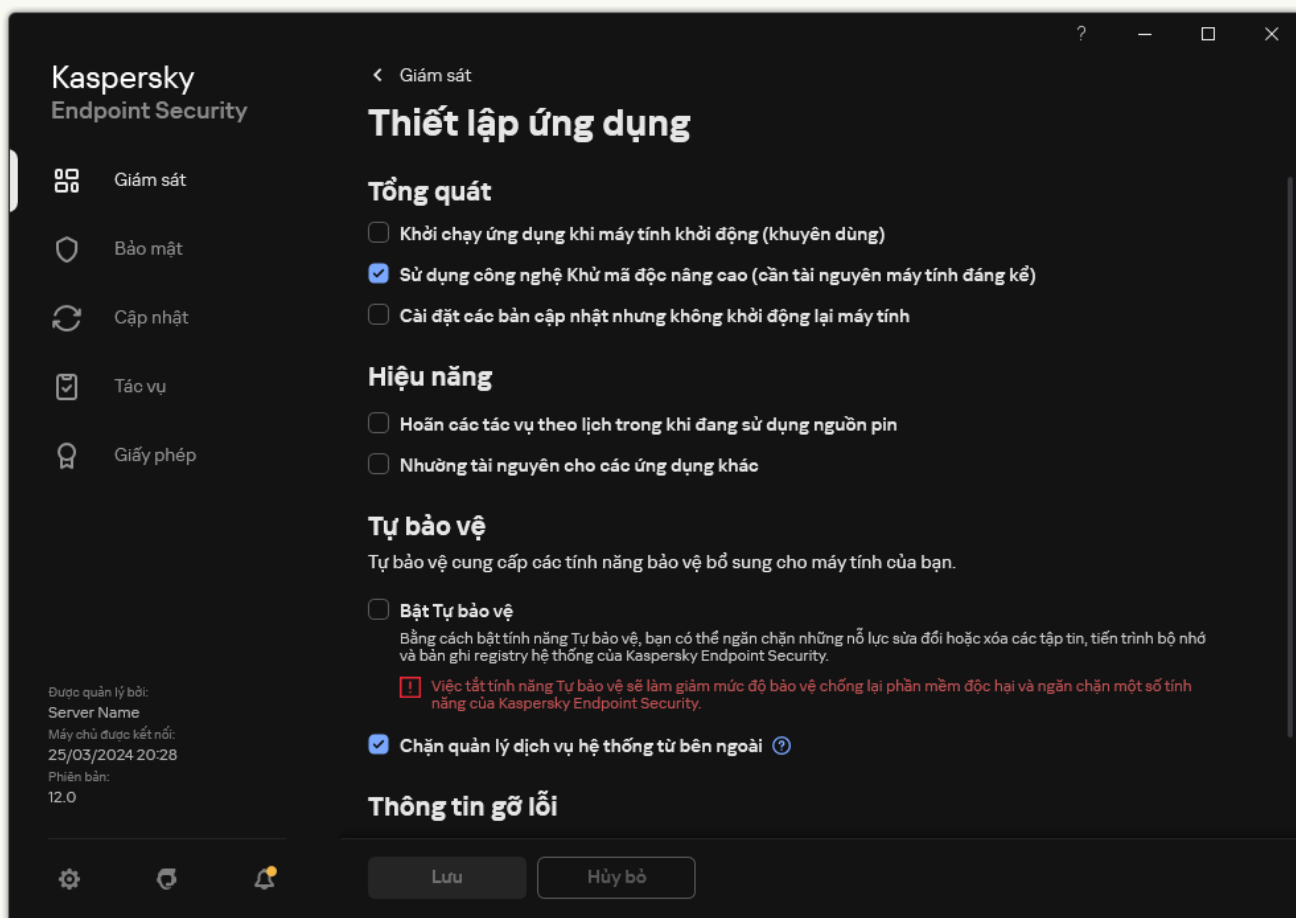 Kaspersky
Endpoint Security
Giám sát
Bảo mật
Cập nhật
Tác vụ
Giấy phép
Được quản lý bởi:
Server Name
Máy chủ được kết nối:
25/03/2024 20:28
Phiên bản:
12.0
?
Giám sát
Thiết lập ứng dụng
Tổng quát
Khởi chạy ứng dụng khi máy tính khởi động (khuyên dùng)
Sử dụng công nghệ Khử mã độc nâng cao (cần tài nguyên máy tính đáng kể)
Cài đặt các bản cập nhật nhưng không khởi động lại máy tính
Hiệu năng
Hoãn các tác vụ theo lịch trong khi đang sử dụng nguồn pin
Nhường tài nguyên cho các ứng dụng khác
Tự bảo vệ
Tự bảo vệ cung cấp các tính năng bảo vệ bổ sung cho máy tính của bạn.
Bật Tự bảo vệ
Bằng cách bật tính năng Tự bảo vệ, bạn có thể ngăn chặn những nỗ lực sửa đổi hoặc xóa các tập tin, tiến trình bộ nhớ
và bản ghi registry hệ thống của Kaspersky Endpoint Security.
Việc tắt tính năng Tự bảo vệ sẽ làm giảm mức độ bảo vệ chống lại phần mềm độc hại và ngăn chặn một số tính
năng của Kaspersky Endpoint Security.
Chặn quản lý dịch vụ hệ thống từ bên ngoài
Thông tin gỡ lỗi
Lưu
Hủy bỏ